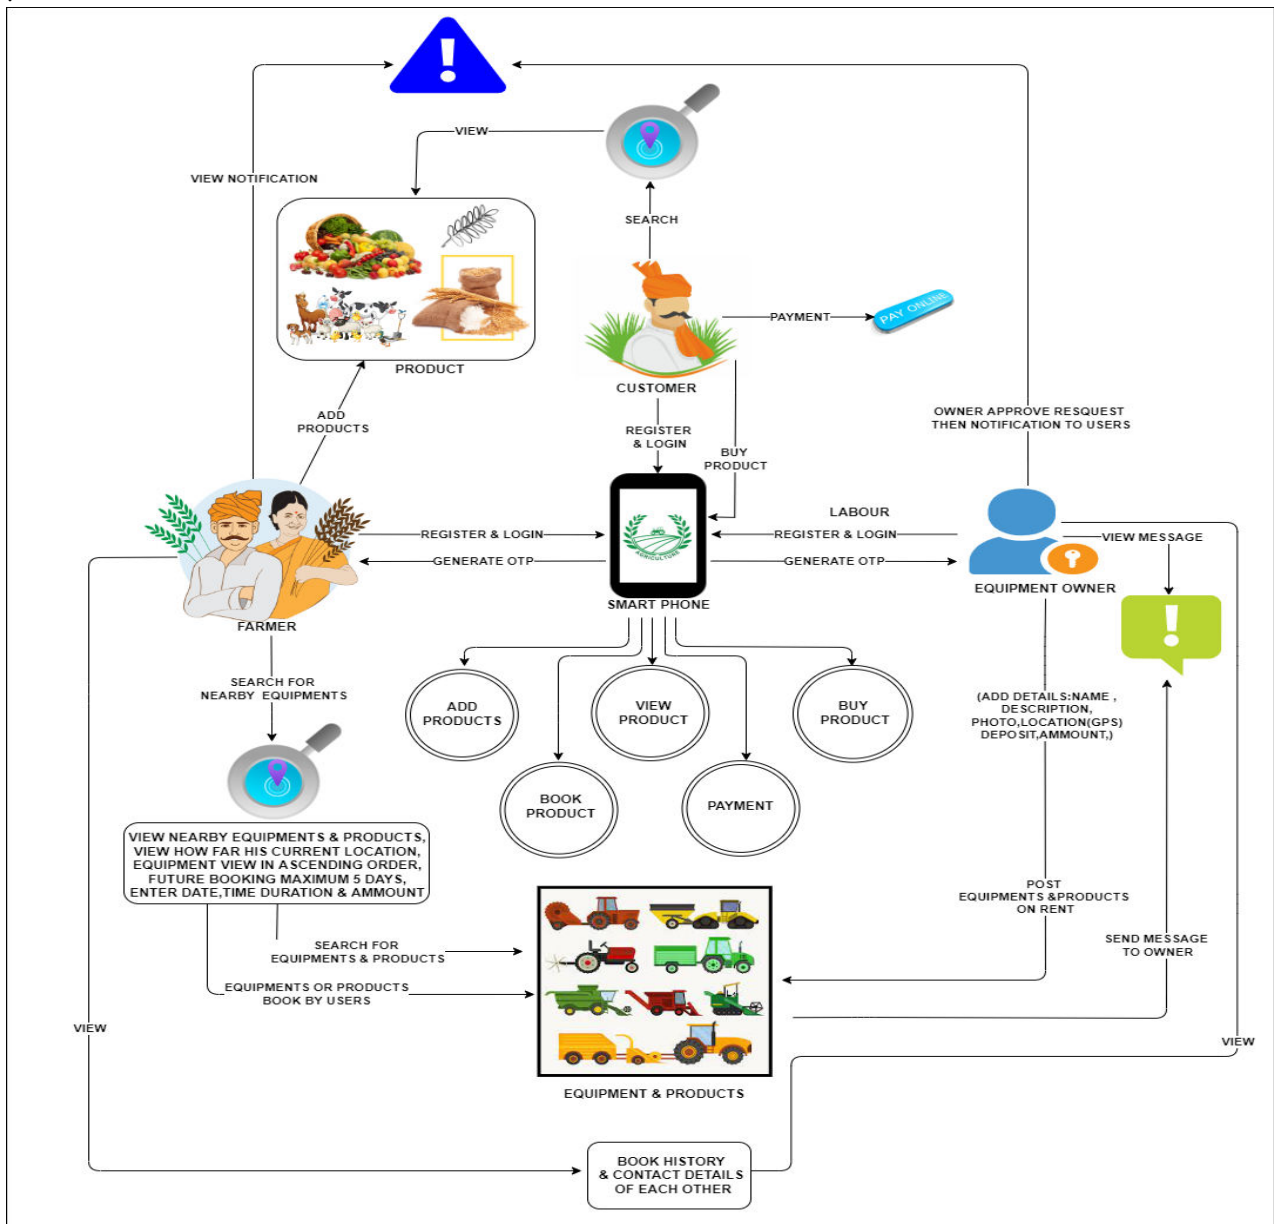 VIEW
VIEW NOTIFICATION
SEARCH
PAYMENT
PAY ONLINE
PRODUCT
CUSTOMER
ADD
PRODUCTS
OWNER APPROVE RESQUEST
THEN NOTIFICATION TO USERS
REGISTER
& LOGIN
BUY
PRODUCT
LABOUR
REGISTER & LOGIN
REGISTER & LOGIN
VIEW MESSAGE
AGRICULTURE
GENERATE OTP
GENERATE OTP
EQUIPMENT OWNER
SMART PHONE
FARMER
SEARCH FOR
NEARBY EQUIPMENTS
ADD
PRODUCTS
VIEW
PRODUCT
BUY
PRODUCT
(ADD DETAILS:NAME ,
DESCRIPTION,
PHOTO,LOCATION(GPS)
DEPOSIT,AMMOUNT,)
BOOK
PRODUCT
PAYMENT
VIEW NEARBY EQUIPMENTS & PRODUCTS,
VIEW HOW FAR HIS CURRENT LOCATION,
EQUIPMENT VIEW IN ASCENDING ORDER,
FUTURE BOOKING MAXIMUM 5 DAYS,
ENTER DATE,TIME DURATION & AMMOUNT
POST
EQUIPMENTS &PRODUCTS
ON RENT
SEARCH FOR
EQUIPMENTS & PRODUCTS
SEND MESSAGE
TO OWNER
EQUIPMENTS OR PRODUCTS
BOOK BY USERS
VIEW
VIEW
EQUIPMENT & PRODUCTS
BOOK HISTORY
& CONTACT DETAILS
OF EACH OTHER